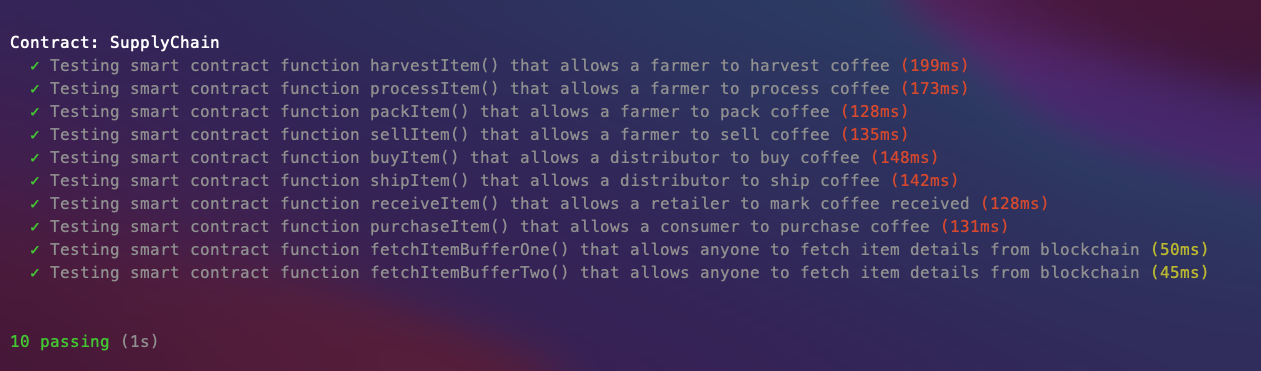 Contract: SupplyChain
✓ Testing smart contract function harvestItem() that allows a farmer to harvest coffee (199ms)
✓ Testing smart contract function processItem() that allows a farmer to process coffee (173ms)
✓ Testing smart contract function packItem() that allows a farmer to pack coffee (128ms)
✓ Testing smart contract function sellItem() that allows a farmer to sell coffee (135ms)
✓ Testing smart contract function buyItem() that allows a distributor to buy coffee (148ms)
✓ Testing smart contract function shipItem() that allows a distributor to ship coffee (142ms)
✓ Testing smart contract function receiveItem() that allows a retailer to mark coffee received (128ms)
✓ Testing smart contract function purchaseItem() that allows a consumer to purchase coffee (131ms)
✓ Testing smart contract function fetchItemBufferOne() that allows anyone to fetch item details from blockchain (50ms)
✓ Testing smart contract function fetchItemBufferTwo() that allows anyone to fetch item details from blockchain (45ms)
10 passing (1s)